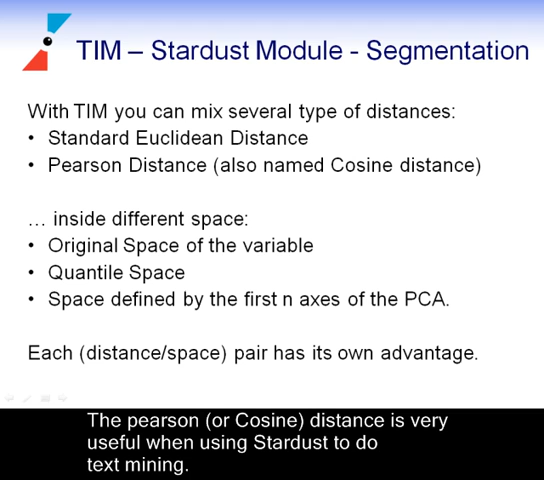 TIM – Stardust Module - Segmentation
With TIM you can mix several type of distances:
• Standard Euclidean Distance
• Pearson Distance (also named Cosine distance)
… inside different space:
• Original Space of the variable
• Quantile Space
• Space defined by the first n axes of the PCA.
Each (distance/space) pair has its own advantage.
The pearson (or Cosine) distance is very
useful when using Stardust to do
text mining.